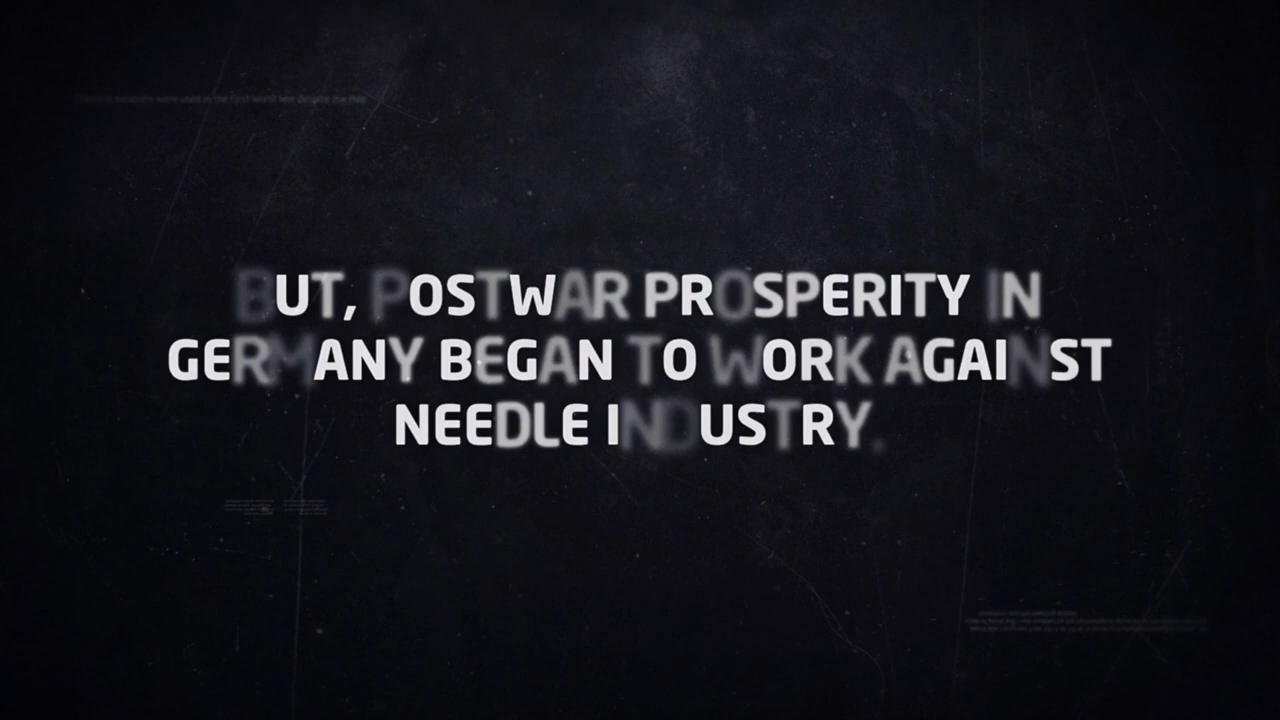 BUT, POSTWAR PROSPERITY IN
GERMANY BEGAN TO WORK AGAINST
NEEDLE INDUSTRY.